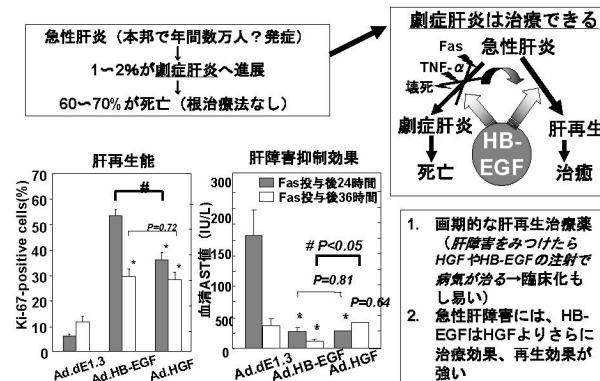 急性肝炎(本邦で年間数万人?発症)
1〜2%が劇症肝炎へ進展
60〜70%が死亡(根治療法なし)
劇症肝炎は治療できる
Fas
急性肝炎
TNF-α
壊死
劇症肝炎
HB-
EGF
肝再生
死亡
治癒
肝再生能
Ki-67-positive cells(%)
70
60
50
40
30
20
10
0
#
P=0.72
*
*
Ad.dE1.3
Ad.HB-EGF
Ad.HGF
肝障害抑制効果
血清AST値 (IU/L)
300
250
200
150
100
500
0
Fas投与後24時間
Fas投与後36時間
# P<0.05
P=0.81
P=0.64
*
*
*
Ad.dE1.3
Ad.HB-EGF
Ad.HGF
1. 画期的な肝再生治療薬
(肝障害をみつけたら
HGFやHB-EGFの注射で
病気が治る→臨床化も
し易い)
2. 急性肝障害には、HB-
EGFはHGFよりさらに
治療効果、再生効果が
強い